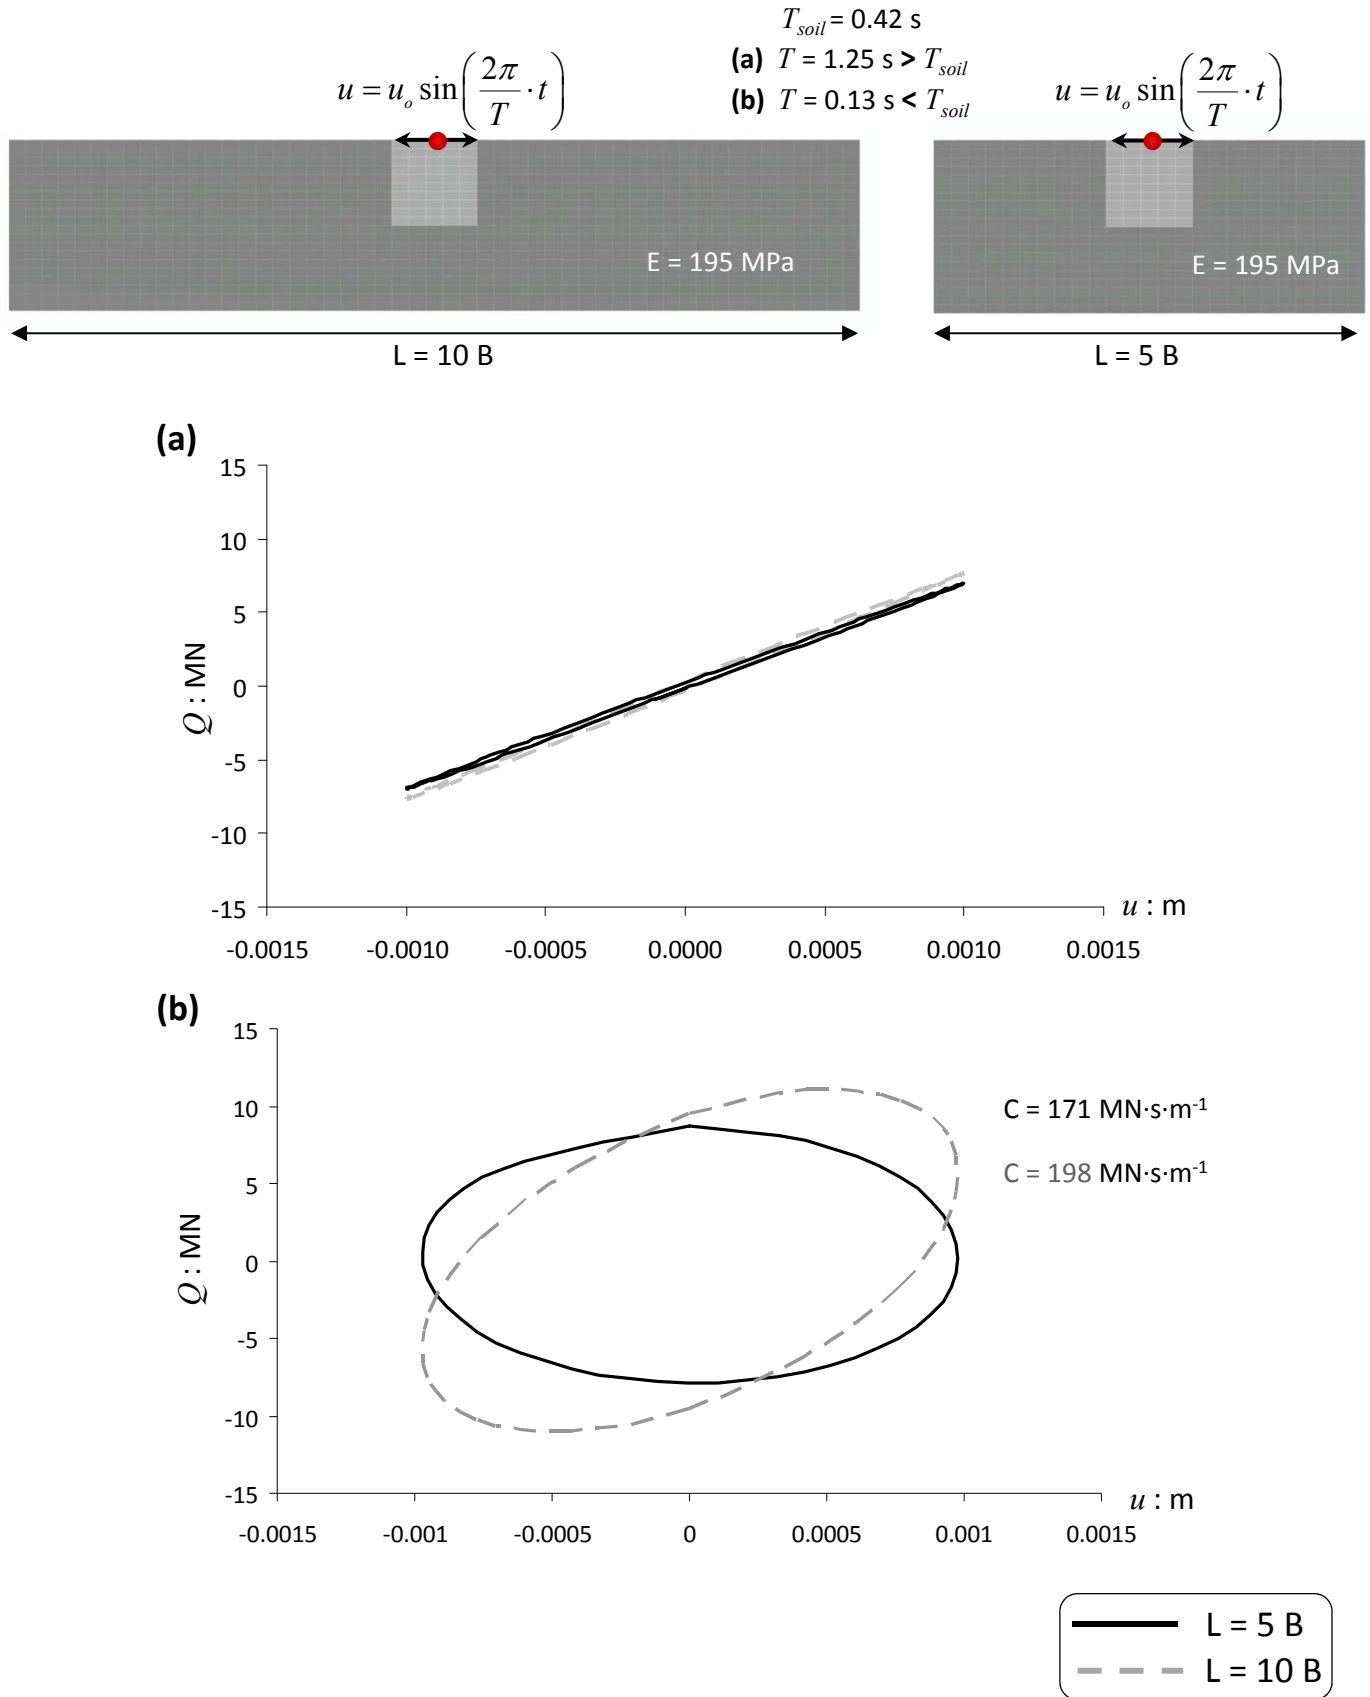 T_soil = 0.42 s
(a) T = 1.25 s > T_soil
(b) T = 0.13 s < T_soil
u = u_o sin(2π/T · t)
u = u_o sin(2π/T · t)
E = 195 MPa
E = 195 MPa
L = 10 B
L = 5 B
(a)
15
10
5
0
-5
-10
-15
Q : MN
u : m
-0.0015 -0.0010 -0.0005 0.0000 0.0005 0.0010 0.0015
(b)
15
10
5
0
-5
-10
-15
Q : MN
C = 171 MN·s·m⁻¹
C = 198 MN·s·m⁻¹
u : m
-0.0015 -0.001 -0.0005 0 0.0005 0.001 0.0015
L = 5 B
L = 10 B